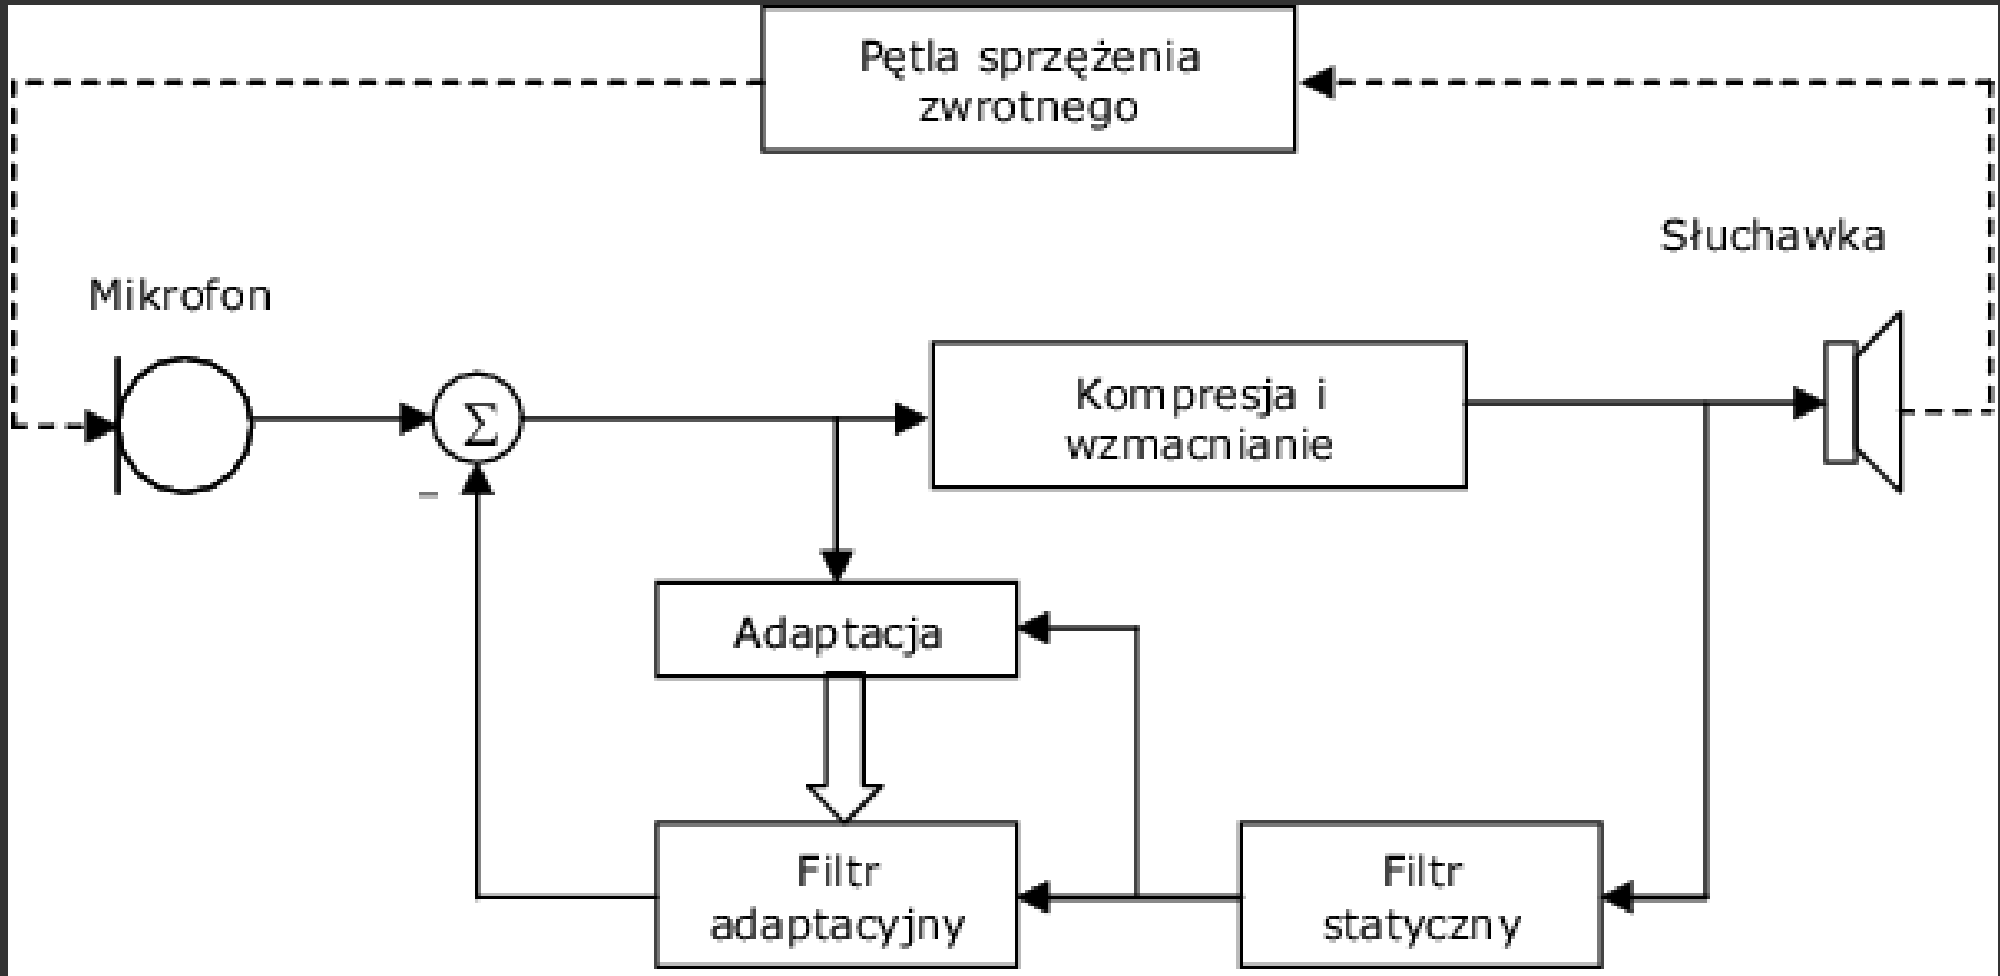 Pętla sprzężenia
zwrotnego
Słuchawka
Mikrofon
Kompresja i
wzmacnianie
Σ
–
Adaptacja
Filtr
adaptacyjny
Filtr
statyczny